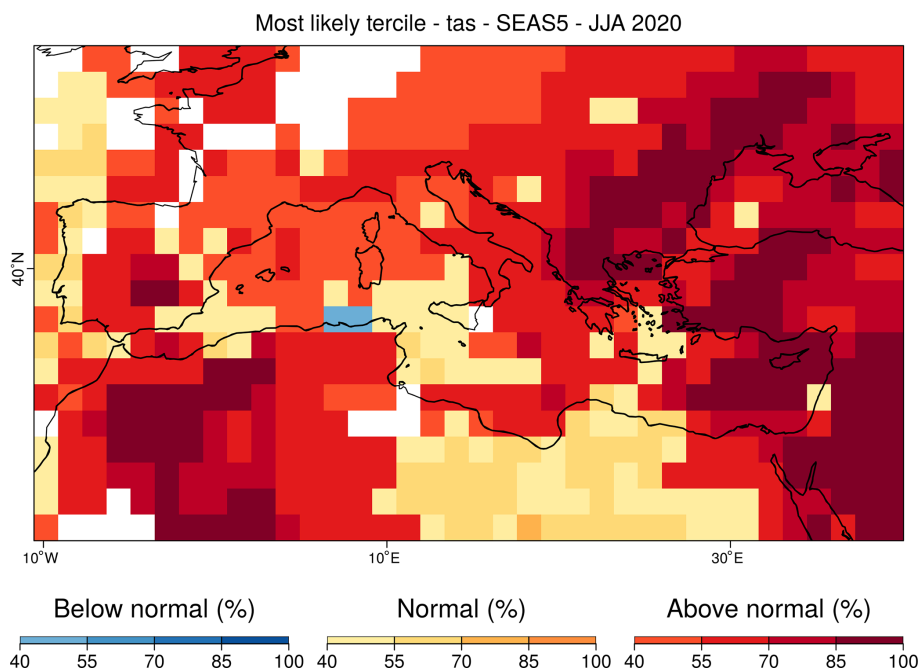 Most likely tercile - tas - SEAS5 - JJA 2020
40°N
10°W 10°E 30°E
Below normal (%) Normal (%) Above normal (%)
40 55 70 85 100 40 55 70 85 100 40 55 70 85 100